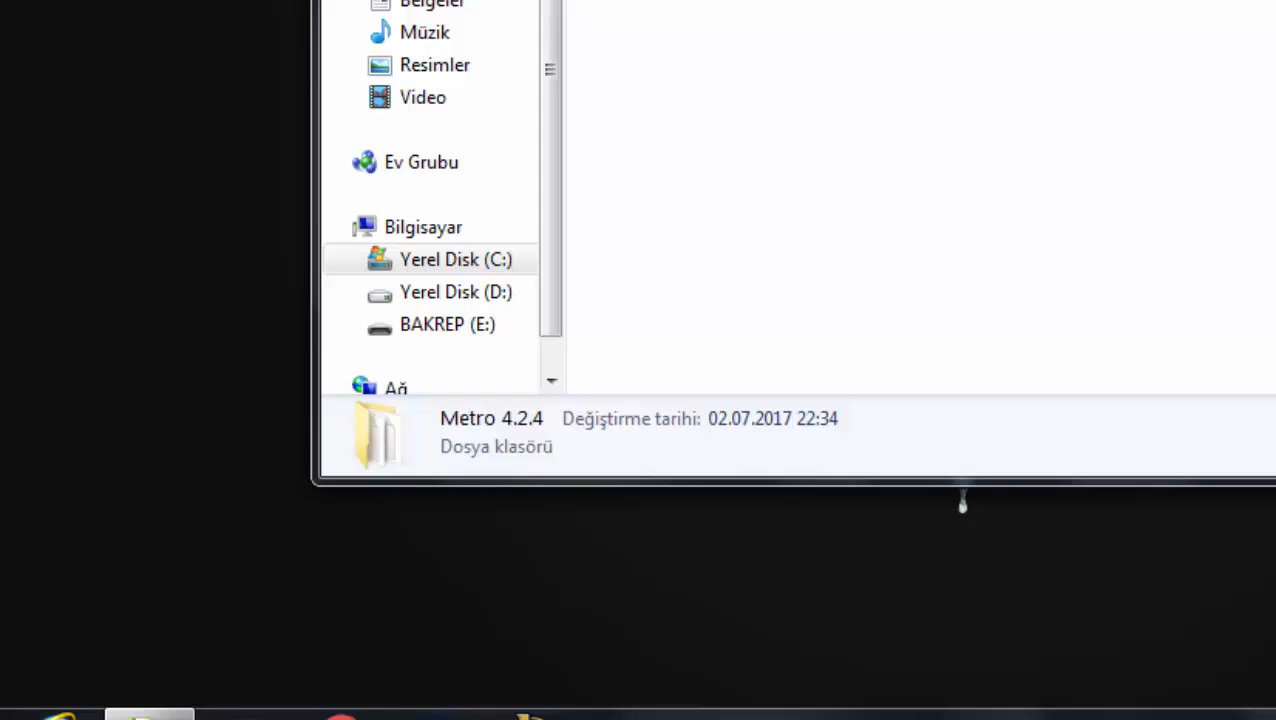 Belgeler
Müzik
Resimler
Video
Ev Grubu
Bilgisayar
Yerel Disk (C:)
Yerel Disk (D:)
BAKREP (E:)
Ağ
Metro 4.2.4 Değiştirme tarihi: 02.07.2017 22:34
Dosya klasörü